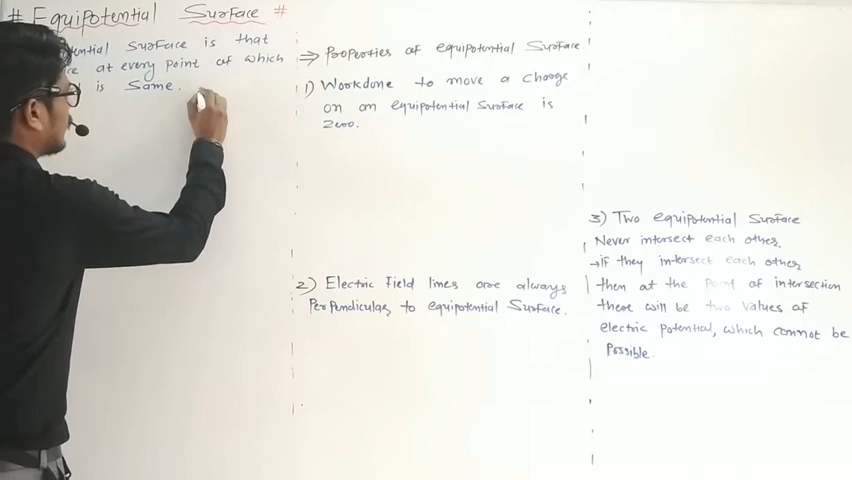 # Equipotential Surface #
Surface is that
at every point of which
is Same.
⇒ Properties of equipotential Surface
1) Workdone to move a charge
on an equipotential Surface is
Zero.
2) Electric Field lines are always
Perpendicular to equipotential Surface.
3) Two equipotential Surface
Never intersect each other.
→ if they intersect each other
then at the point of intersection
there will be two values of
electric potential, which cannot be
Possible.